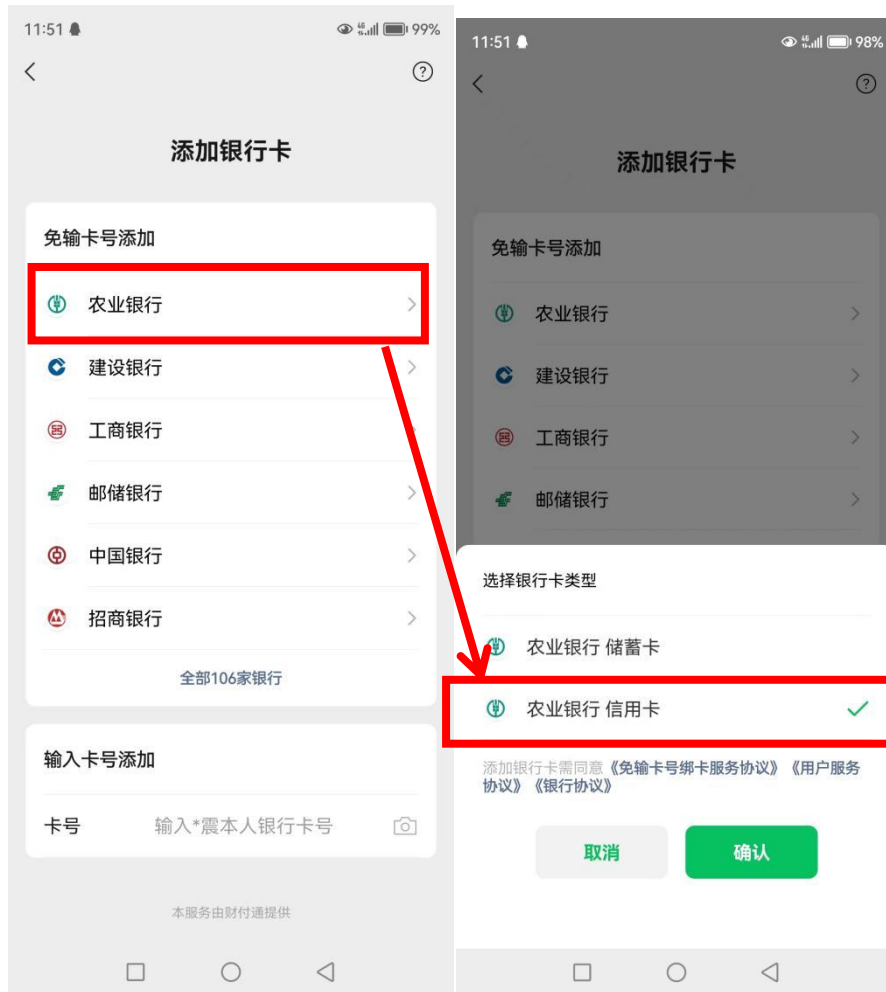 11:51
99%
添加银行卡
免输卡号添加
农业银行
建设银行
工商银行
邮储银行
中国银行
招商银行
全部106家银行
输入卡号添加
卡号 输入*震本人银行卡号
本服务由财付通提供
11:51
98%
添加银行卡
免输卡号添加
农业银行
建设银行
工商银行
邮储银行
选择银行卡类型
农业银行 储蓄卡
农业银行 信用卡
添加银行卡需同意《免输卡号绑卡服务协议》《用户服务
协议》《银行协议》
取消 确认